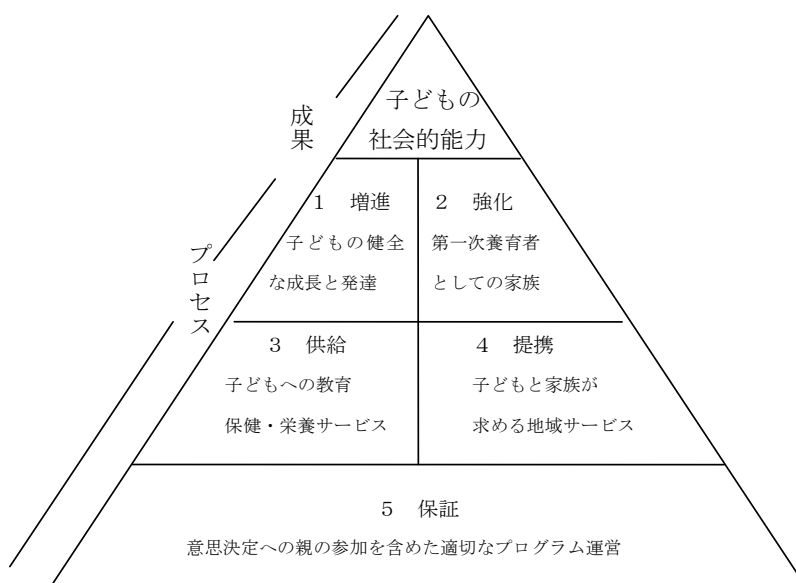 成果
プロセス
子どもの
社会的能力
1 増進
子どもの健全
な成長と発達
2 強化
第一次養育者
としての家族
3 供給
子どもへの教育
保健・栄養サービス
4 提携
子どもと家族が
求める地域サービス
5 保証
意思決定への親の参加を含めた適切なプログラム運営